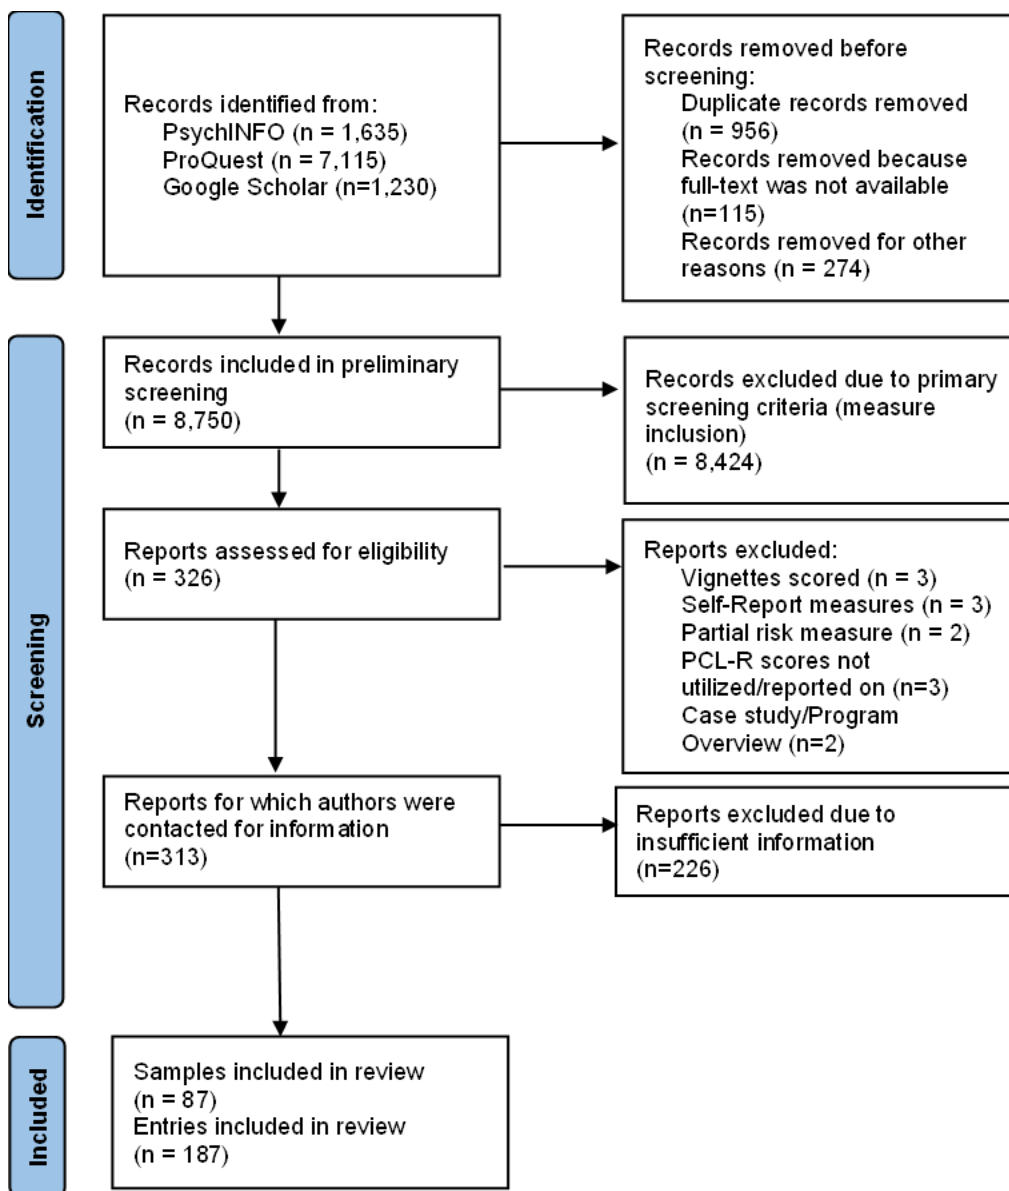 Identification
Records identified from:
PsychINFO (n = 1,635)
ProQuest (n = 7,115)
Google Scholar (n=1,230)
Records removed before
screening:
Duplicate records removed
(n = 956)
Records removed because
full-text was not available
(n=115)
Records removed for other
reasons (n = 274)
Screening
Records included in preliminary
screening
(n = 8,750)
Records excluded due to primary
screening criteria (measure
inclusion)
(n = 8,424)
Reports assessed for eligibility
(n = 326)
Reports excluded:
Vignettes scored (n = 3)
Self-Report measures (n = 3)
Partial risk measure (n = 2)
PCL-R scores not
utilized/reported on (n=3)
Case study/Program
Overview (n=2)
Reports for which authors were
contacted for information
(n=313)
Reports excluded due to
insufficient information
(n=226)
Included
Samples included in review
(n = 87)
Entries included in review
(n = 187)